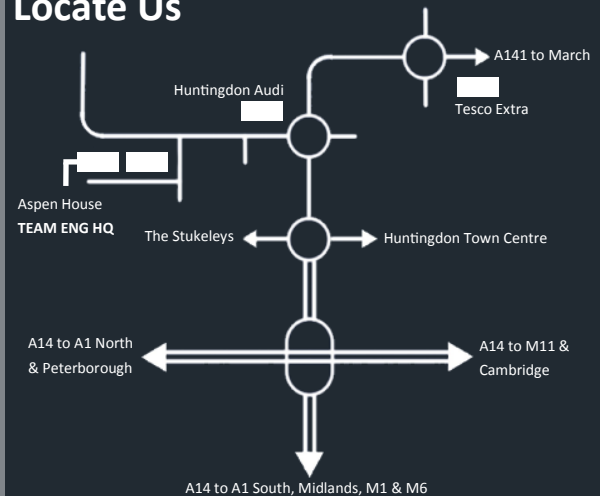 Locate Us
A141 to March
Huntingdon Audi
Tesco Extra
Aspen House
TEAM ENG HQ
The Stukeleys
Huntingdon Town Centre
A14 to A1 North
& Peterborough
A14 to M11 &
Cambridge
A14 to A1 South, Midlands, M1 & M6